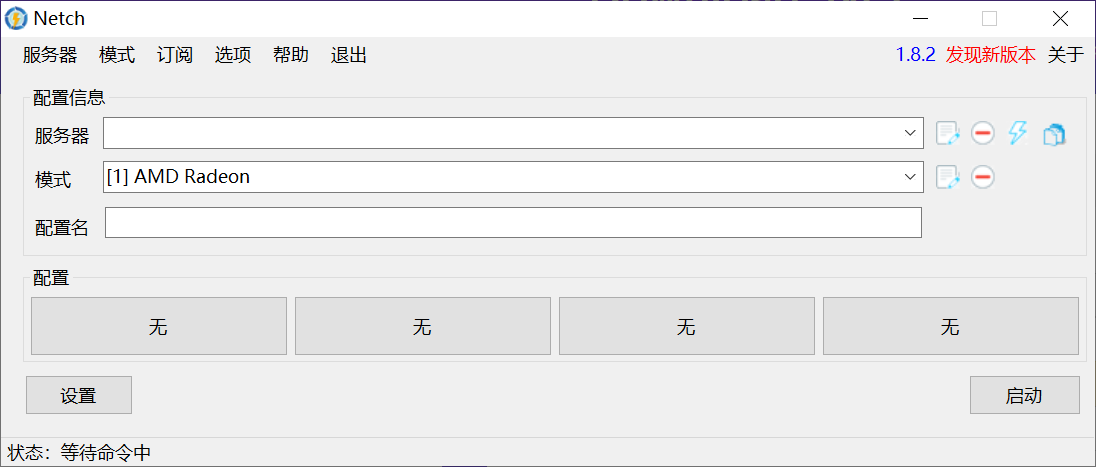 Netch
服务器 模式 订阅 选项 帮助 退出 1.8.2 发现新版本 关于
配置信息
服务器
模式 [1] AMD Radeon
配置名
配置
无 无 无 无
设置 启动
状态：等待命令中